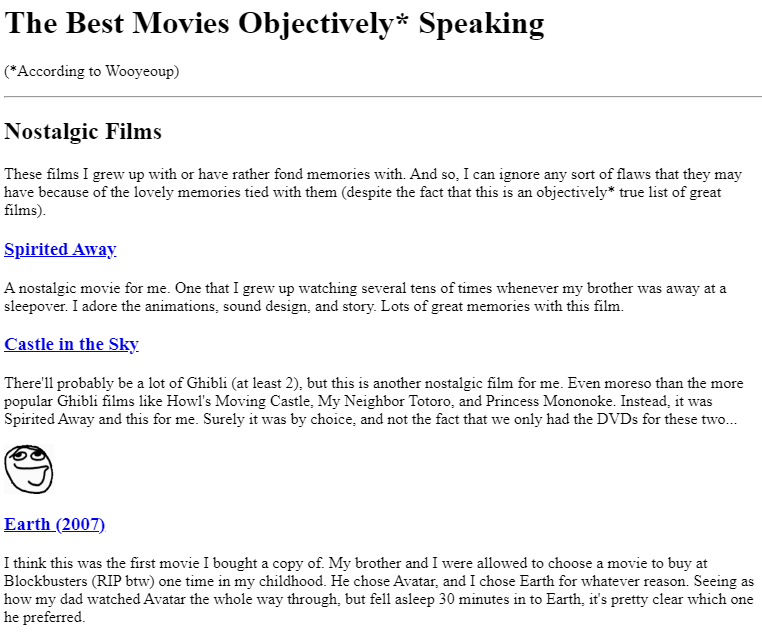 The Best Movies Objectively* Speaking
(*According to Wooyeoup)
Nostalgic Films
These films I grew up with or have rather fond memories with. And so, I can ignore any sort of flaws that they may
have because of the lovely memories tied with them (despite the fact that this is an objectively* true list of great
films).
Spirited Away
A nostalgic movie for me. One that I grew up watching several tens of times whenever my brother was away at a
sleepover. I adore the animations, sound design, and story. Lots of great memories with this film.
Castle in the Sky
There'll probably be a lot of Ghibli (at least 2), but this is another nostalgic film for me. Even moreso than the more
popular Ghibli films like Howl's Moving Castle, My Neighbor Totoro, and Princess Mononoke. Instead, it was
Spirited Away and this for me. Surely it was by choice, and not the fact that we only had the DVDs for these two...
Earth (2007)
I think this was the first movie I bought a copy of. My brother and I were allowed to choose a movie to buy at
Blockbusters (RIP btw) one time in my childhood. He chose Avatar, and I chose Earth for whatever reason. Seeing as
how my dad watched Avatar the whole way through, but fell asleep 30 minutes in to Earth, it's pretty clear which one
he preferred.